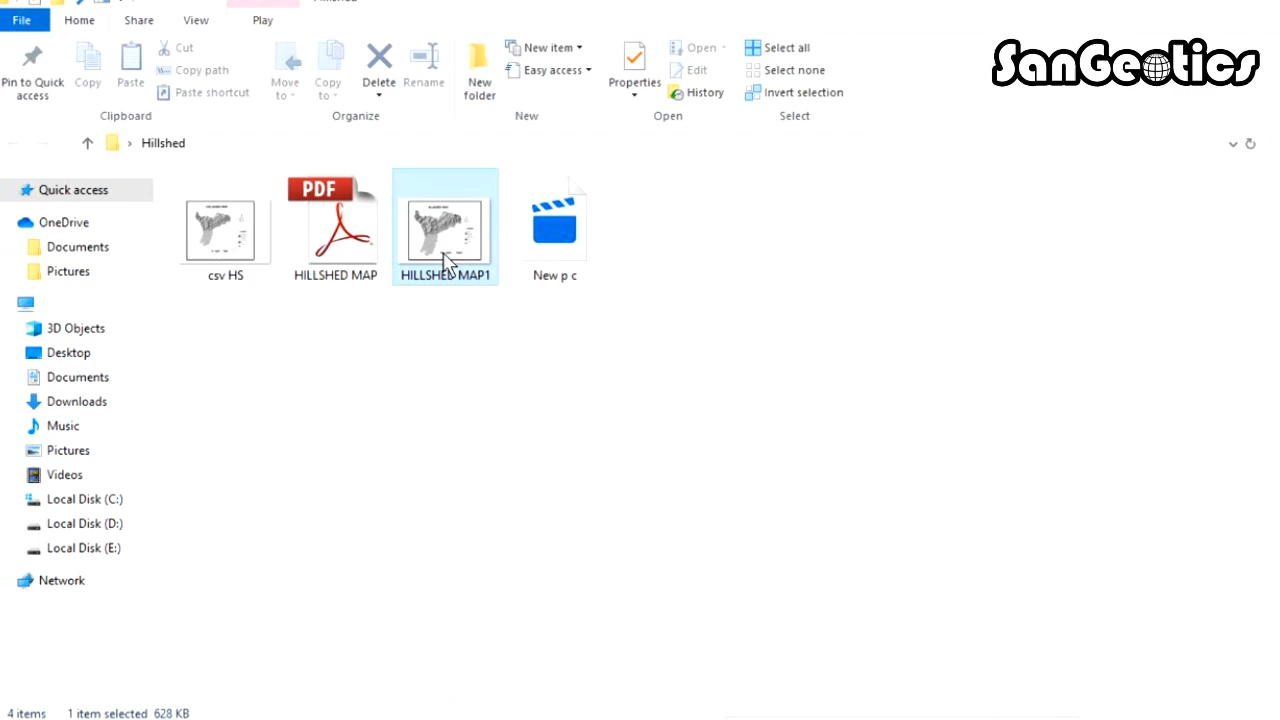 File Home Share View Play
SanGeotics
Pin to Quick access
Copy
Paste
Cut
Copy path
Paste shortcut
Clipboard
Move to
Copy to
Delete
Rename
Organize
New folder
New item
Easy access
New
Properties
Open
Edit
History
Open
Select all
Select none
Invert selection
Select
Hillshed
Quick access
OneDrive
Documents
Pictures
3D Objects
Desktop
Documents
Downloads
Music
Pictures
Videos
Local Disk (C:)
Local Disk (D:)
Local Disk (E:)
Network
PDF
csv HS
HILLSHED MAP
HILLSHED MAP1
New p c
4 items 1 item selected 628 KB